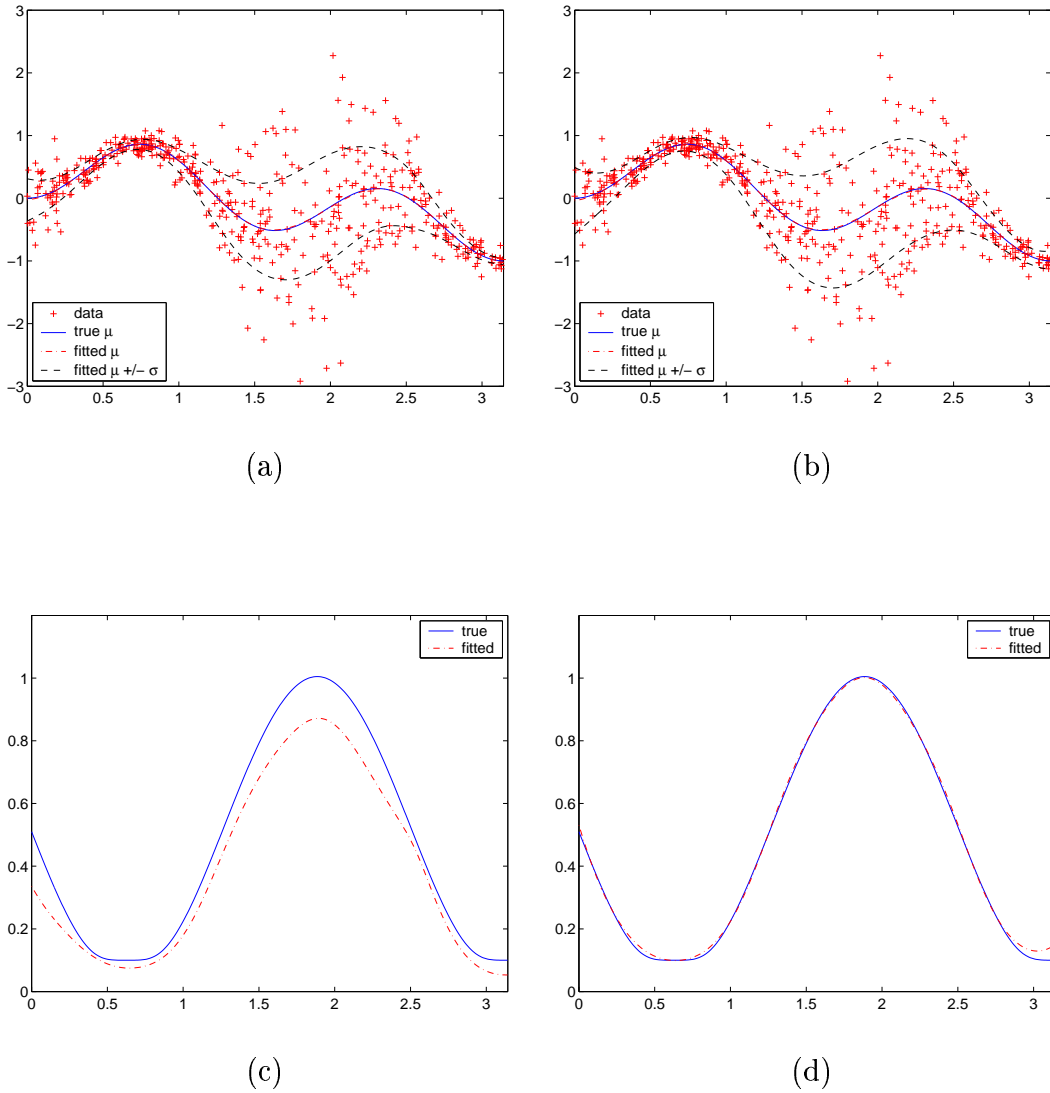 3
2
1
0
−1
−2
−3
0 0.5 1 1.5 2 2.5 3
+ data
true μ
fitted μ
fitted μ +/− σ
(a)
3
2
1
0
−1
−2
−3
0 0.5 1 1.5 2 2.5 3
+ data
true μ
fitted μ
fitted μ +/− σ
(b)
true
fitted
1
0.8
0.6
0.4
0.2
0
0 0.5 1 1.5 2 2.5 3
(c)
true
fitted
1
0.8
0.6
0.4
0.2
0
0 0.5 1 1.5 2 2.5 3
(d)